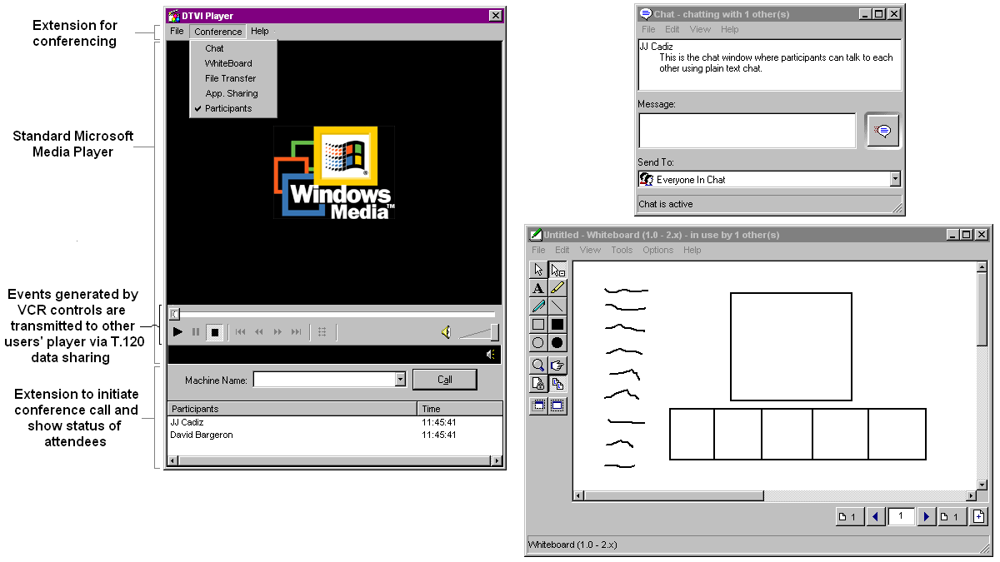 Extension for
conferencing
Standard Microsoft
Media Player
Events generated by
VCR controls are
transmitted to other
users' player via T.120
data sharing
Extension to initiate
conference call and
show status of
attendees
DTVI Player
File Conference Help
Chat
WhiteBoard
File Transfer
App. Sharing
✓ Participants
Windows
Media™
Machine Name: Call
Participants Time
JJ Cadiz 11:45:41
David Bargeron 11:45:41
Chat - chatting with 1 other(s)
File Edit View Help
JJ Cadiz
This is the chat window where participants can talk to each
other using plain text chat.
Message:
Send To:
Everyone In Chat
Chat is active
Untitled - Whiteboard (1.0 - 2.x) - in use by 1 other(s)
File Edit View Tools Options Help
A
1 1 1
Whiteboard (1.0 - 2.x)